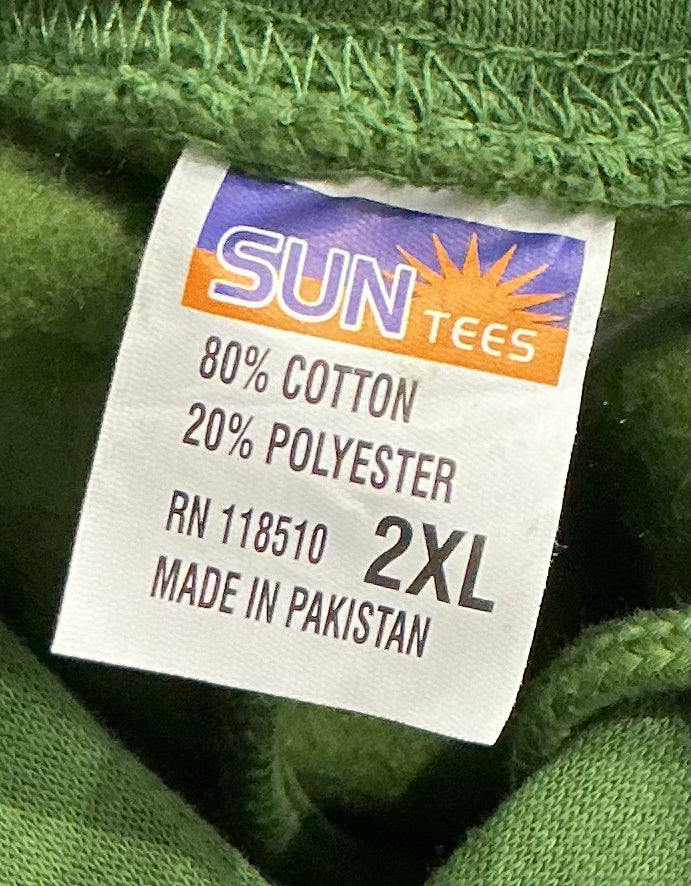 SUN TEES
80% COTTON
20% POLYESTER
RN 118510 2XL
MADE IN PAKISTAN